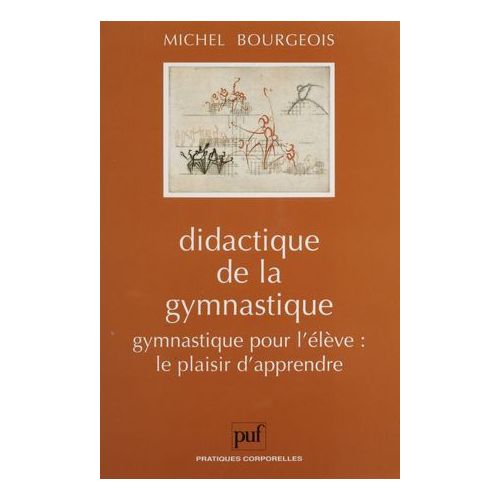 MICHEL BOURGEOIS
didactique
de la
gymnastique
gymnastique pour l'élève :
le plaisir d'apprendre
puf
PRATIQUES CORPORELLES